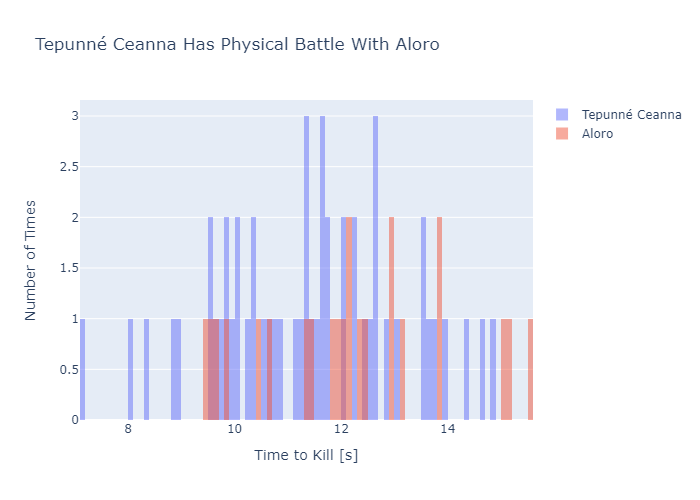 Tepunné Ceanna Has Physical Battle With Aloro
Tepunné Ceanna
Aloro
Number of Times
3
2.5
2
1.5
1
0.5
0
8
10
12
14
Time to Kill [s]